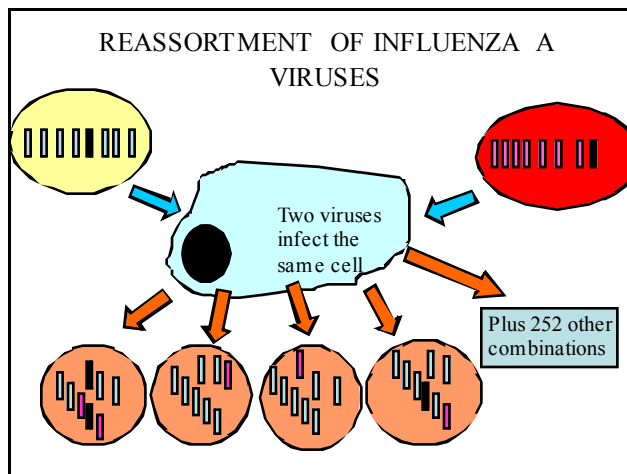 REASSORTMENT OF INFLUENZA A
VIRUSES
Two viruses
infect the
same cell
Plus 252 other
combinations